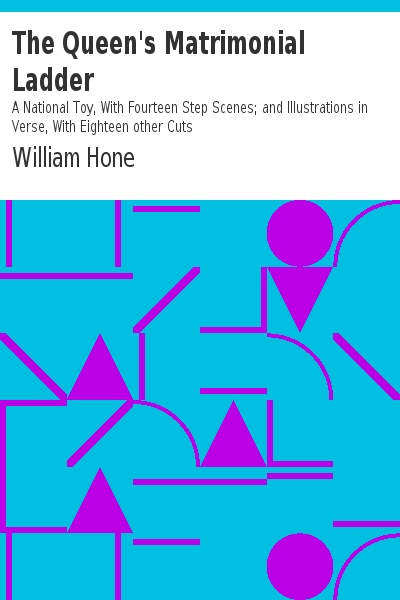 The Queen's Matrimonial
Ladder
A National Toy, With Fourteen Step Scenes; and Illustrations in
Verse, With Eighteen other Cuts
William Hone